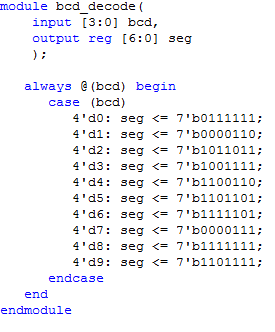 module bcd_decode(
    input [3:0] bcd,
    output reg [6:0] seg
    );

   always @(bcd) begin
      case (bcd)
         4'd0: seg <= 7'b0111111;
         4'd1: seg <= 7'b0000110;
         4'd2: seg <= 7'b1011011;
         4'd3: seg <= 7'b1001111;
         4'd4: seg <= 7'b1100110;
         4'd5: seg <= 7'b1101101;
         4'd6: seg <= 7'b1111101;
         4'd7: seg <= 7'b0000111;
         4'd8: seg <= 7'b1111111;
         4'd9: seg <= 7'b1101111;
      endcase
   end
endmodule